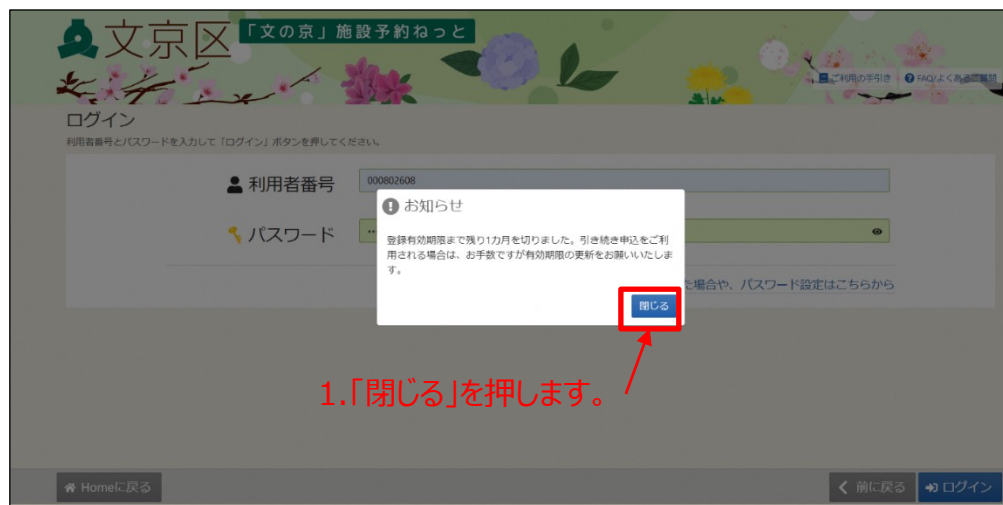 文京区「文の京」施設予約ねっと
ご利用の手引き FAQ/よくあるご質問
ログイン
利用者番号とパスワードを入力して「ログイン」ボタンを押してください。
利用者番号 000802608
お知らせ
パスワード
登録有効期限まで残り1カ月を切りました。引き続き申込をご利
用される場合は、お手数ですが有効期限の更新をお願いいたしま
す。
た場合や、パスワード設定はこちらから
閉じる
1.「閉じる」を押します。
Homeに戻る 前に戻る ログイン